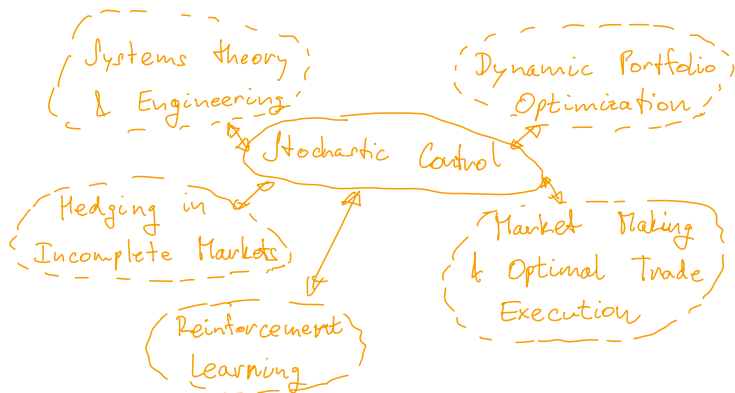 Systems theory
& Engineering
Dynamic Portfolio
Optimization
Stochastic Control
Hedging in
Incomplete Markets
Market Making
& Optimal Trade
Execution
Reinforcement
Learning